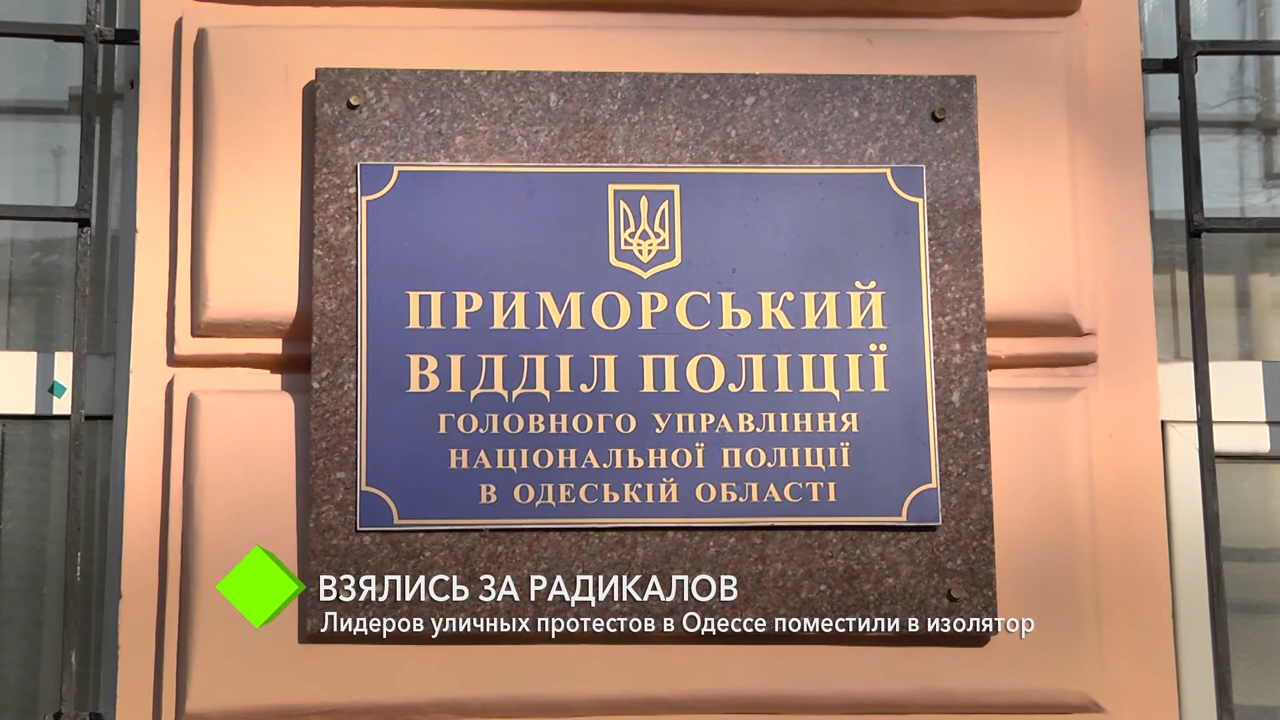 ПРИМОРСЬКИЙ
ВІДДІЛ ПОЛІЦІЇ
ГОЛОВНОГО УПРАВЛІННЯ
НАЦІОНАЛЬНОЇ ПОЛІЦІЇ
В ОДЕСЬКІЙ ОБЛАСТІ
ВЗЯЛИСЬ ЗА РАДИКАЛОВ
Лидеров уличных протестов в Одессе поместили в изолятор